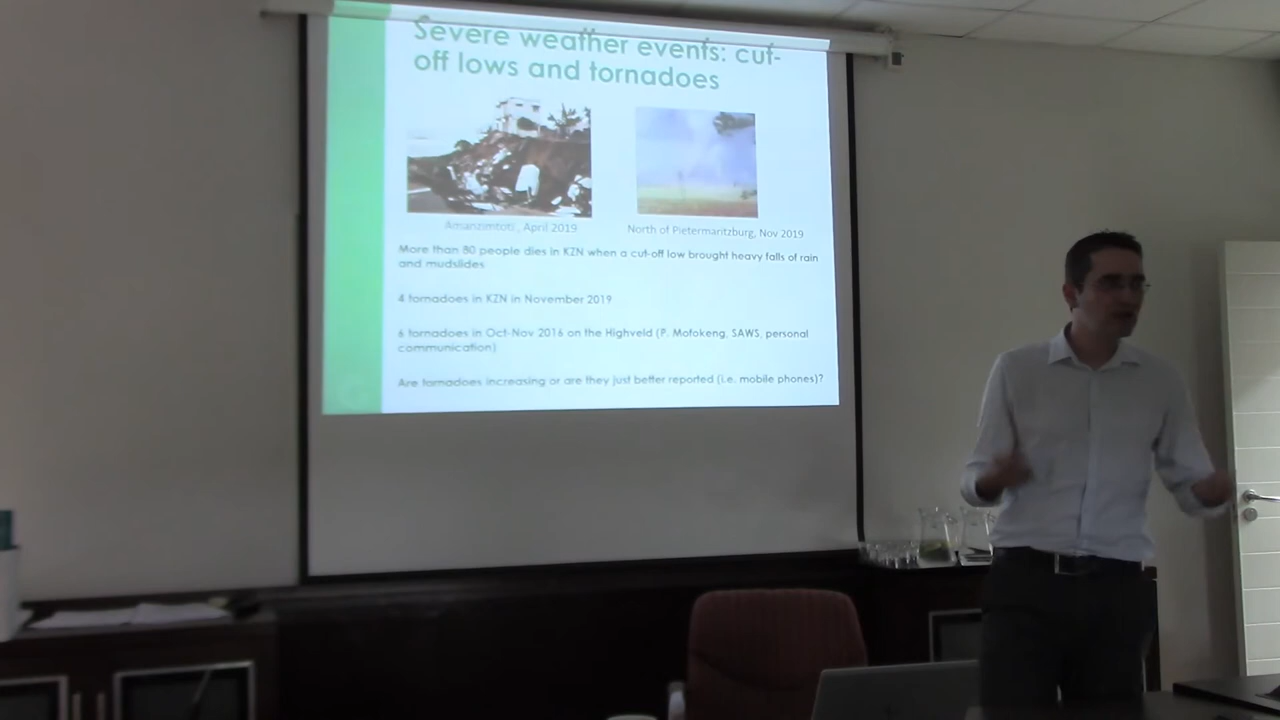 Severe weather events: cut-
off lows and tornadoes
Amanzimtoti , April 2019
North of Pietermaritzburg, Nov 2019
More than 80 people dies in KZN when a cut-off low brought heavy falls of rain
and mudslides
4 tornadoes in KZN in November 2019
6 tornadoes in Oct-Nov 2016 on the Highveld (P. Mofokeng, SAWS, personal
communication)
Are tornadoes increasing or are they just better reported (i.e. mobile phones)?